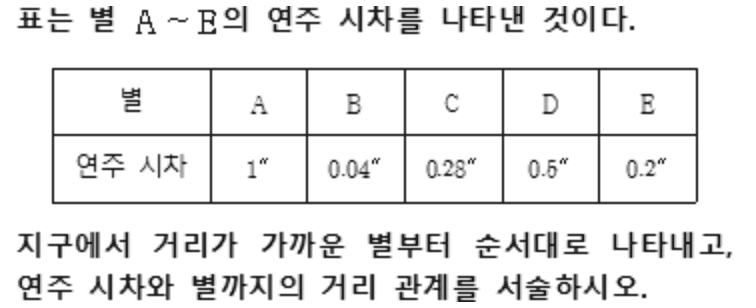 표는 별 A ~ E의 연주 시차를 나타낸 것이다.
별 A B C D E
연주 시차 1″ 0.04″ 0.28″ 0.5″ 0.2″
지구에서 거리가 가까운 별부터 순서대로 나타내고,
연주 시차와 별까지의 거리 관계를 서술하시오.